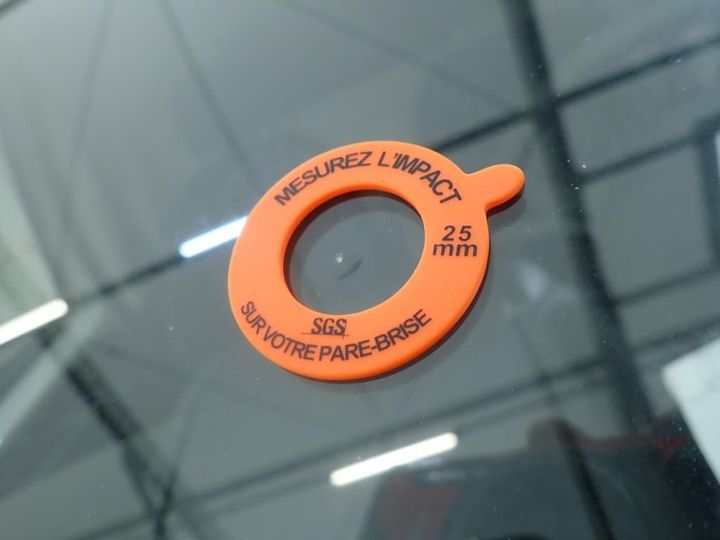 MESUREZ L'IMPACT
25
mm
SGS
SUR VOTRE PARE-BRISE